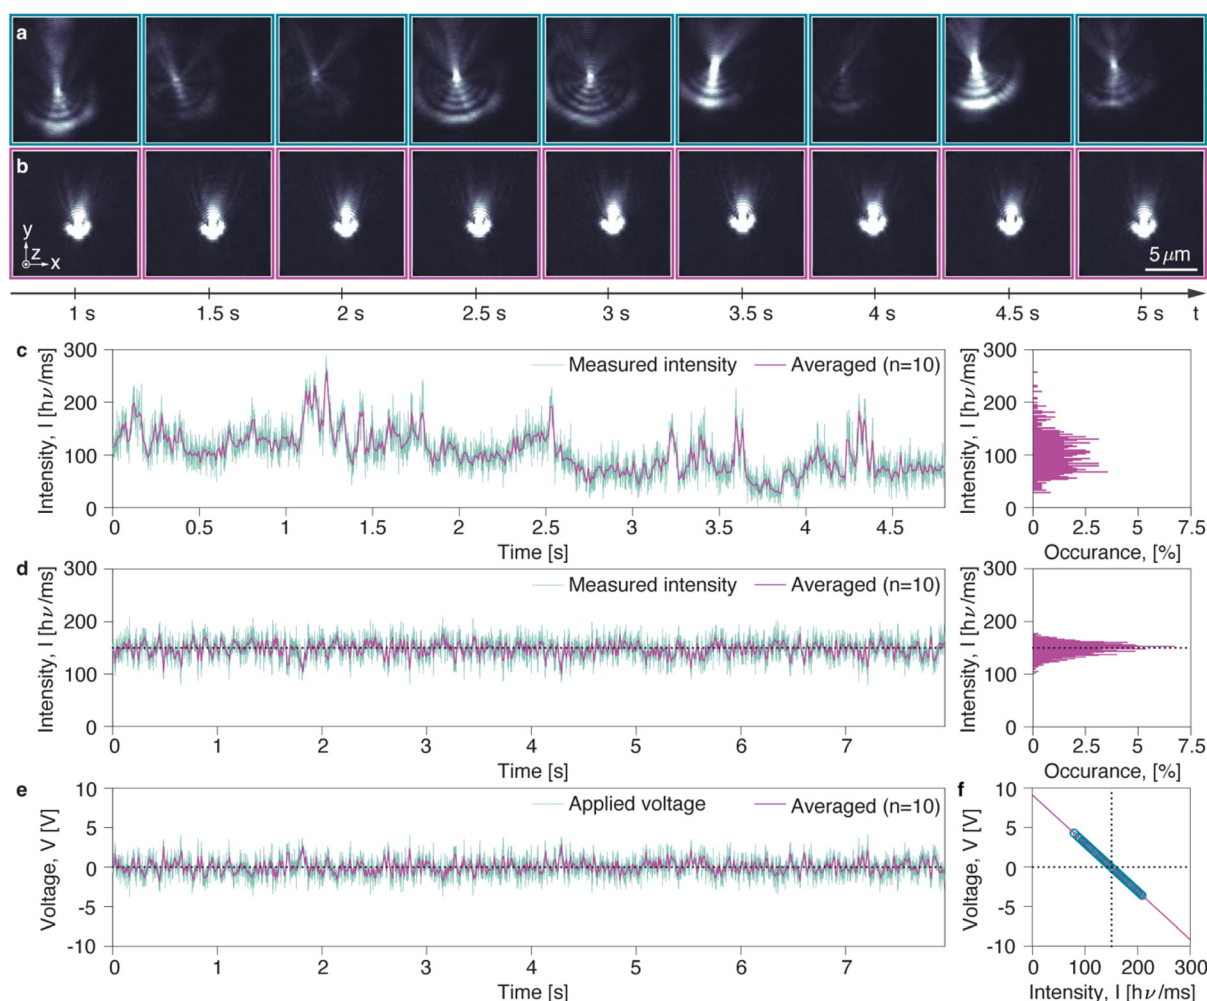 a
b
y
z
x
5 μm
1 s 1.5 s 2 s 2.5 s 3 s 3.5 s 4 s 4.5 s 5 s t
c
300
200
100
0
Intensity, I [hν/ms]
Measured intensity Averaged (n=10)
0 0.5 1 1.5 2 2.5 3 3.5 4 4.5
Time [s]
300
200
100
0
Intensity, I [hν/ms]
0 2.5 5 7.5
Occurance, [%]
d
300
200
100
0
Intensity, I [hν/ms]
Measured intensity Averaged (n=10)
0 1 2 3 4 5 6 7
Time [s]
300
200
100
0
Intensity, I [hν/ms]
0 2.5 5 7.5
Occurance, [%]
e
10
5
0
-5
-10
Voltage, V [V]
Applied voltage Averaged (n=10)
0 1 2 3 4 5 6 7
Time [s]
f
10
5
0
-5
-10
Voltage, V [V]
0 100 200 300
Intensity, I [hν/ms]